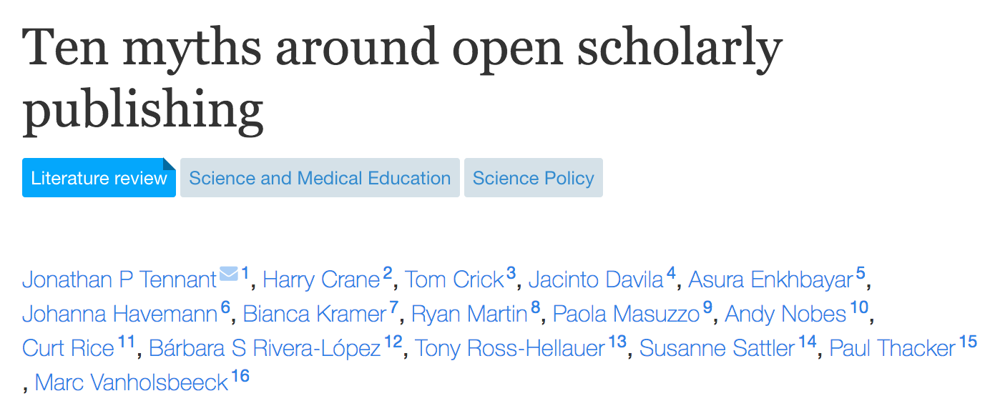 Ten myths around open scholarly
publishing
Literature review Science and Medical Education Science Policy
Jonathan P Tennant 1, Harry Crane 2, Tom Crick 3, Jacinto Davila 4, Asura Enkhbayar 5,
Johanna Havemann 6, Bianca Kramer 7, Ryan Martin 8, Paola Masuzzo 9, Andy Nobes 10,
Curt Rice 11, Bárbara S Rivera-López 12, Tony Ross-Hellauer 13, Susanne Sattler 14, Paul Thacker 15
, Marc Vanholsbeeck 16